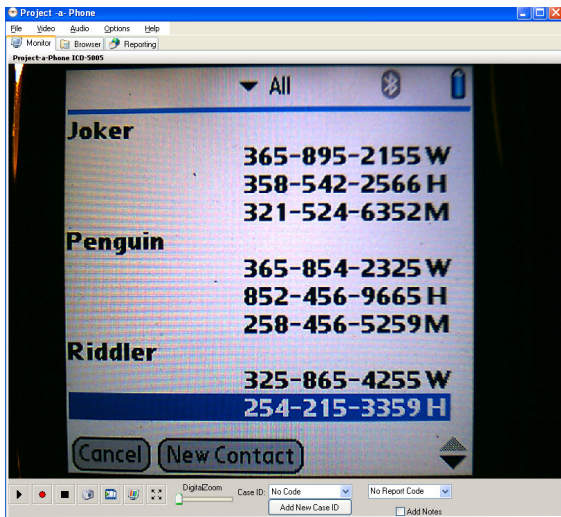 Project -a- Phone
File Video Audio Options Help
Monitor Browser Reporting
Project-a-Phone ICD-5005
All
Joker
365-895-2155 W
358-542-2566 H
321-524-6352 M
Penguin
365-854-2325 W
852-456-9665 H
258-456-5259 M
Riddler
325-865-4255 W
254-215-3359 H
Cancel New Contact
DigitalZoom Case ID: No Code No Report Code
Add New Case ID Add Notes